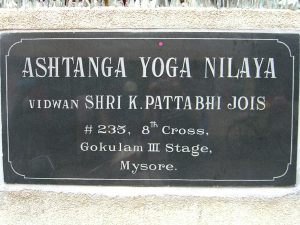 ASHTANGA YOGA NILAYA
VIDWAN SHRI K. PATTABHI JOIS
# 235, 8th Cross,
Gokulam III Stage,
Mysore.